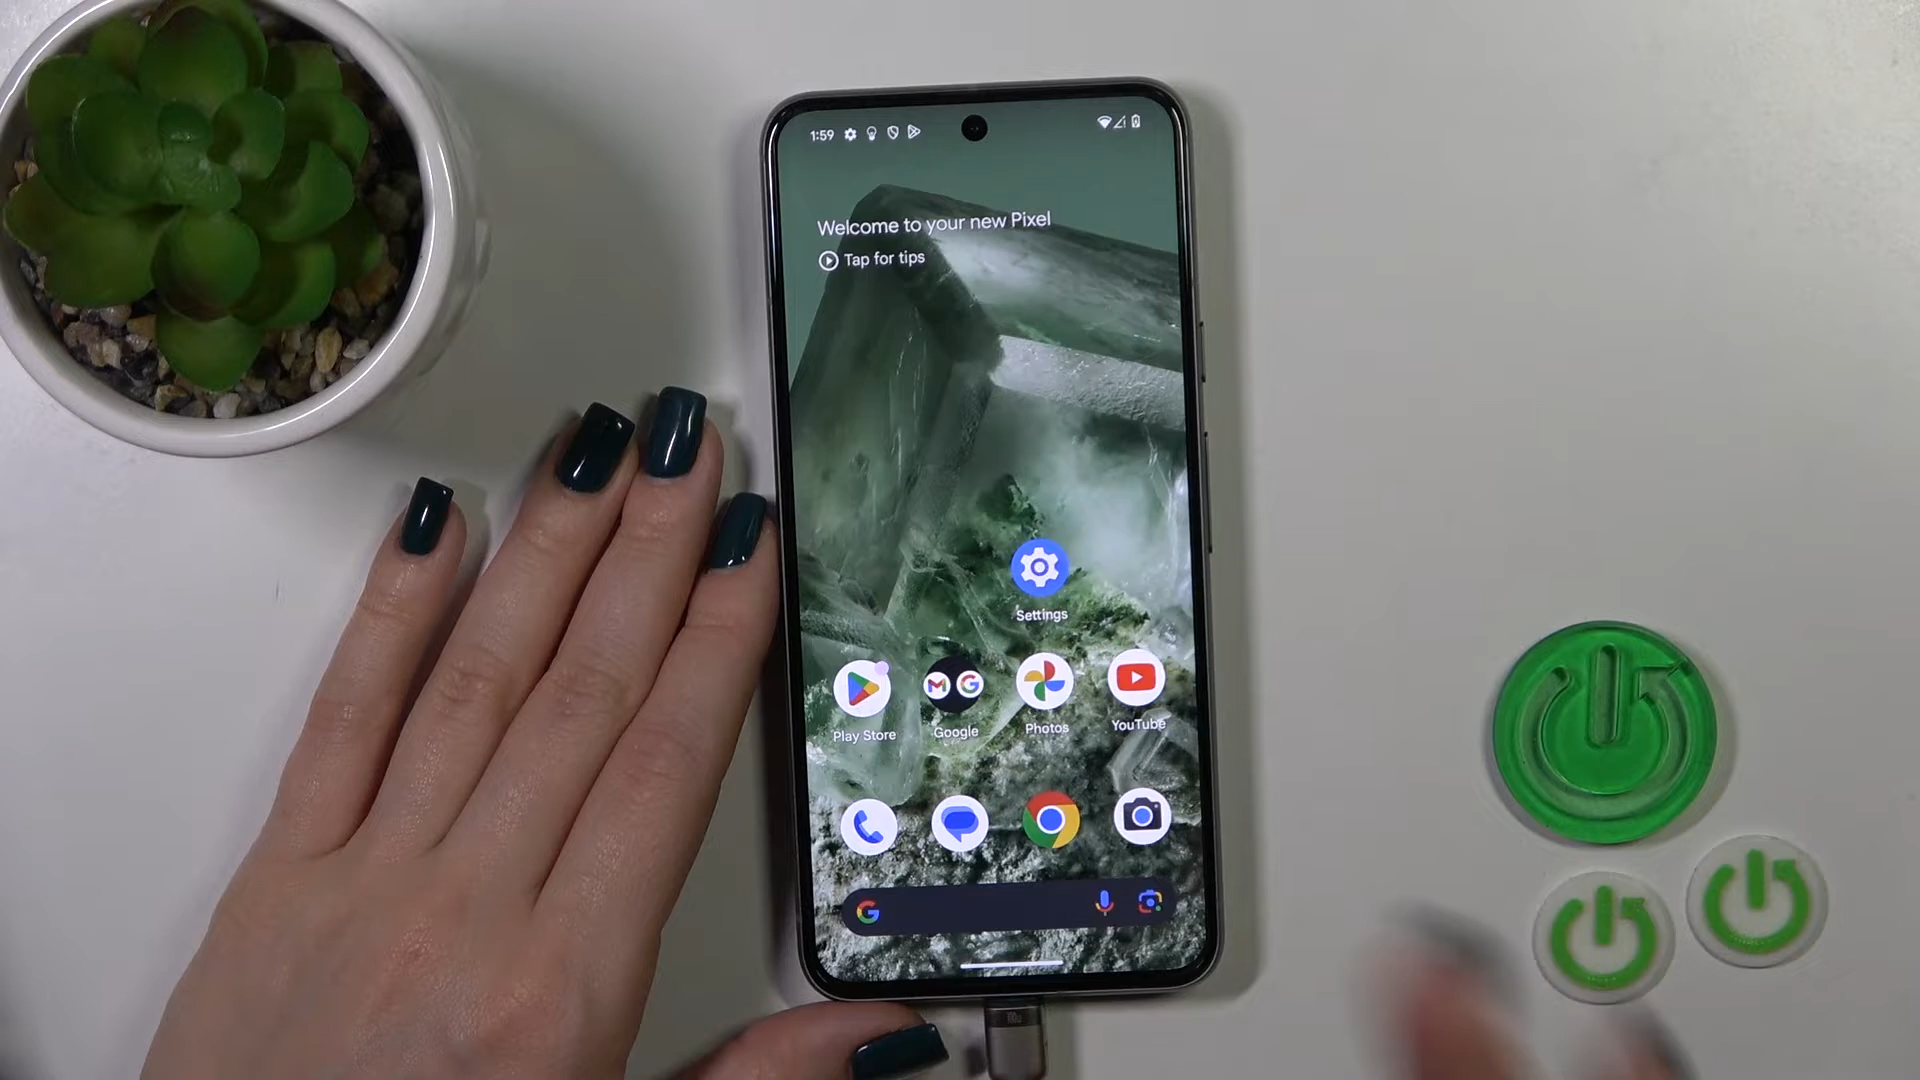 1:59
Welcome to your new Pixel
Tap for tips
Settings
Play Store
Google
Photos
YouTube